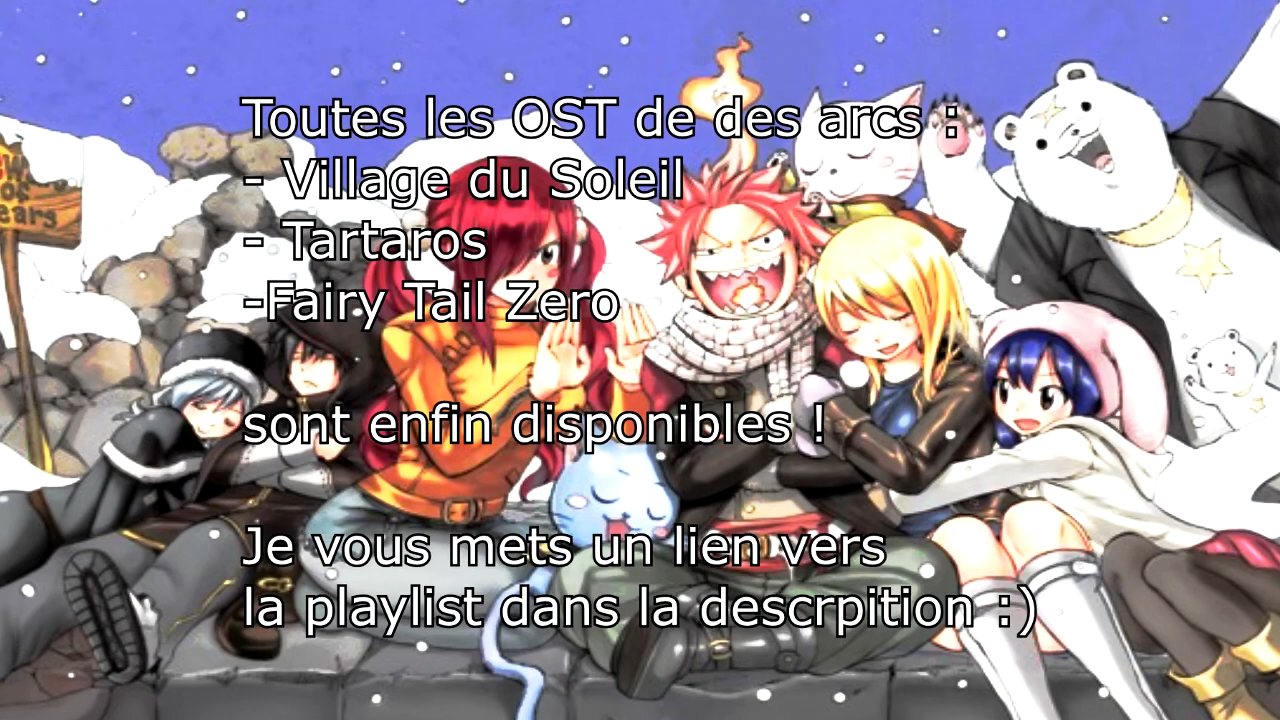 Toutes les OST de des arcs :
- Village du Soleil
- Tartaros
-Fairy Tail Zero
sont enfin disponibles !
Je vous mets un lien vers
la playlist dans la descrpition :)